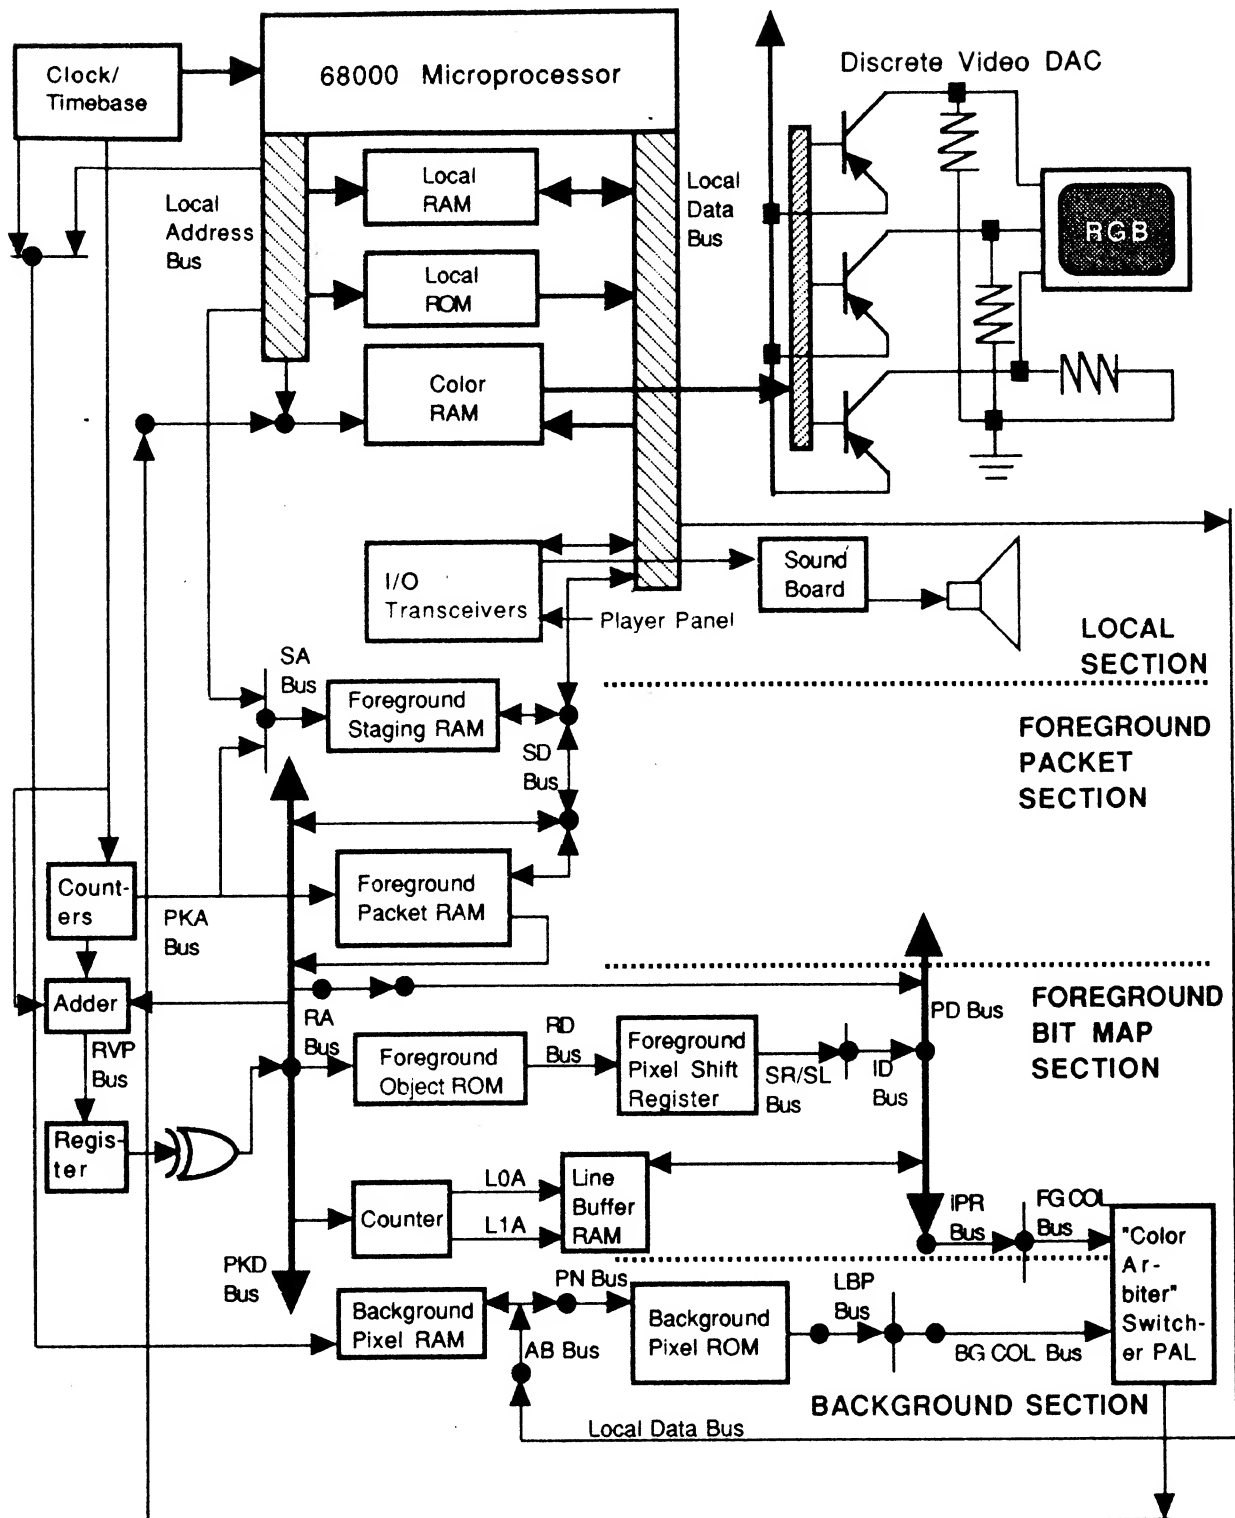 Clock/
Timebase
68000 Microprocessor
Discrete Video DAC
Local
Address
Bus
Local
RAM
Local
Data
Bus
RGB
Local
ROM
Color
RAM
I/O
Transceivers
Sound
Board
Player Panel
LOCAL
SECTION
SA
Bus
Foreground
Staging RAM
SD
Bus
FOREGROUND
PACKET
SECTION
Count-
ers
PKA
Bus
Foreground
Packet RAM
Adder
RA
Bus
PD Bus
FOREGROUND
BIT MAP
SECTION
RVP
Bus
Foreground
Object ROM
RD
Bus
Foreground
Pixel Shift
Register
SR/SL
Bus
ID
Bus
Regis-
ter
Counter
L0A
L1A
Line
Buffer
RAM
IPR
Bus
FG COL
Bus
"Color
Ar-
biter"
Switch-
er PAL
PKD
Bus
Background
Pixel RAM
PN Bus
AB Bus
Background
Pixel ROM
LBP
Bus
BG COL Bus
BACKGROUND SECTION
Local Data Bus